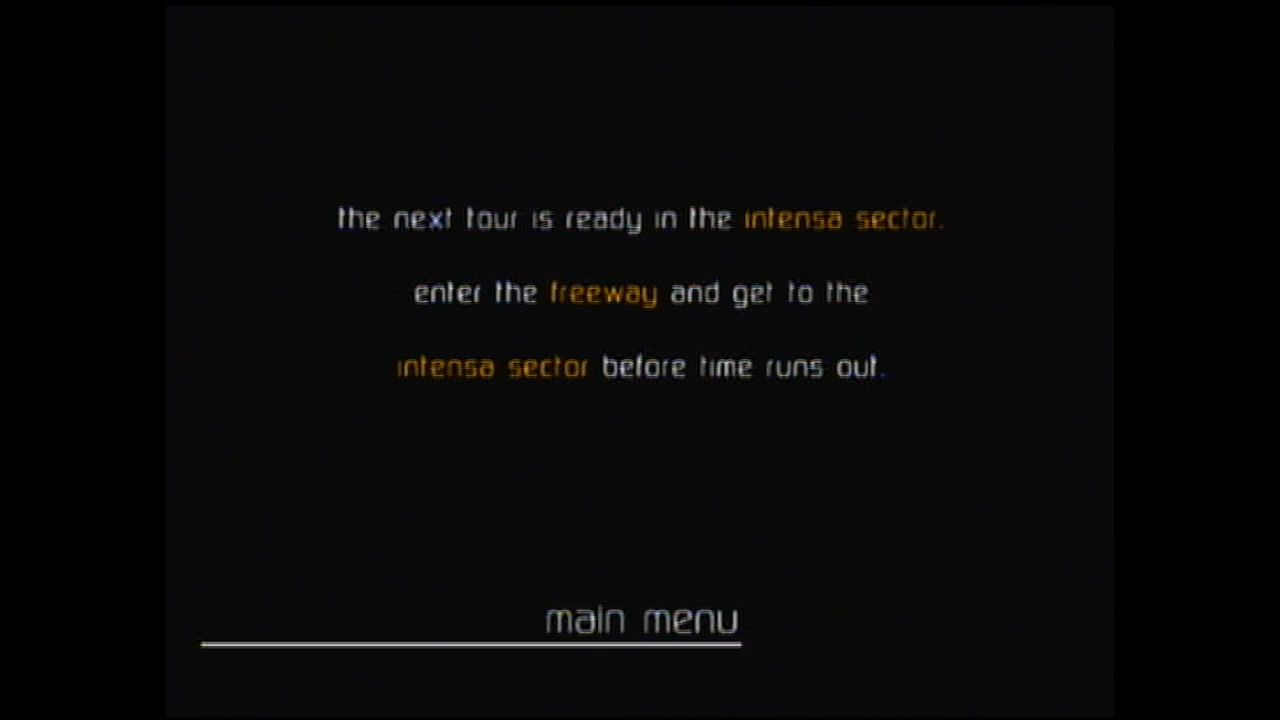 the next tour is ready in the intensa sector.
enter the freeway and get to the
intensa sector before time runs out.
main menu